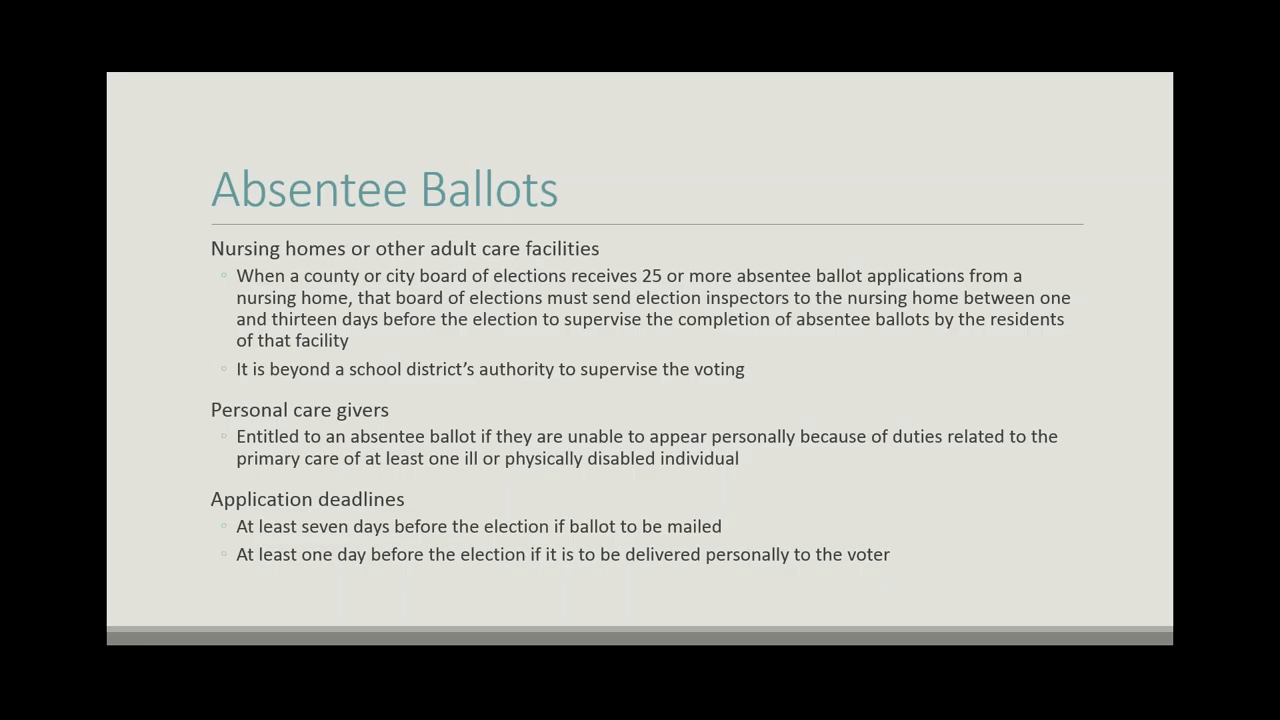 Absentee Ballots
Nursing homes or other adult care facilities
When a county or city board of elections receives 25 or more absentee ballot applications from a
nursing home, that board of elections must send election inspectors to the nursing home between one
and thirteen days before the election to supervise the completion of absentee ballots by the residents
of that facility
It is beyond a school district’s authority to supervise the voting
Personal care givers
Entitled to an absentee ballot if they are unable to appear personally because of duties related to the
primary care of at least one ill or physically disabled individual
Application deadlines
At least seven days before the election if ballot to be mailed
At least one day before the election if it is to be delivered personally to the voter